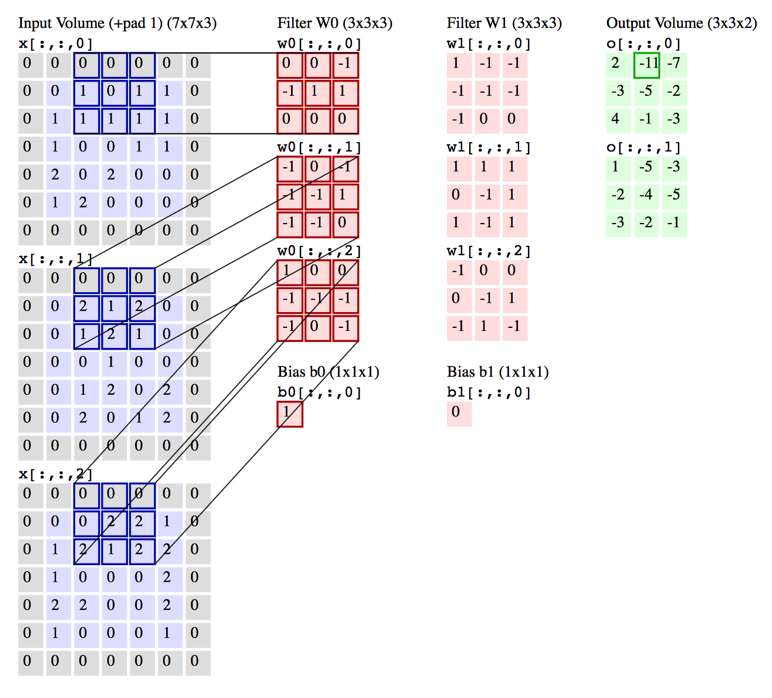 Input Volume (+pad 1) (7x7x3)
x[:,:,0]
0 0 0 0 0 0 0
0 0 1 0 1 1 0
0 1 1 1 1 1 0
0 1 0 0 1 1 0
0 2 0 2 0 0 0
0 1 2 0 0 0 0
0 0 0 0 0 0 0
x[:,:,1]
0 0 0 0 0 0 0
0 0 2 1 2 0 0
0 0 1 2 1 0 0
0 0 0 1 0 0 0
0 0 1 2 0 2 0
0 0 2 0 1 2 0
0 0 0 0 0 0 0
x[:,:,2]
0 0 0 0 0 0 0
0 0 0 2 2 1 0
0 1 2 1 2 2 0
0 1 0 0 0 2 0
0 2 2 0 0 2 0
0 1 0 0 0 1 0
0 0 0 0 0 0 0
Filter W0 (3x3x3)
w0[:,:,0]
0 0 -1
-1 1 1
0 0 0
w0[:,:,1]
-1 0 -1
-1 -1 1
-1 -1 0
w0[:,:,2]
1 0 0
-1 -1 -1
-1 0 -1
Bias b0 (1x1x1)
b0[:,:,0]
1
Filter W1 (3x3x3)
w1[:,:,0]
1 -1 -1
-1 -1 -1
-1 0 0
w1[:,:,1]
1 1 1
0 -1 1
1 -1 1
w1[:,:,2]
-1 0 0
0 -1 1
-1 1 -1
Bias b1 (1x1x1)
b1[:,:,0]
0
Output Volume (3x3x2)
o[:,:,0]
2 -11 -7
-3 -5 -2
4 -1 -3
o[:,:,1]
1 -5 -3
-2 -4 -5
-3 -2 -1